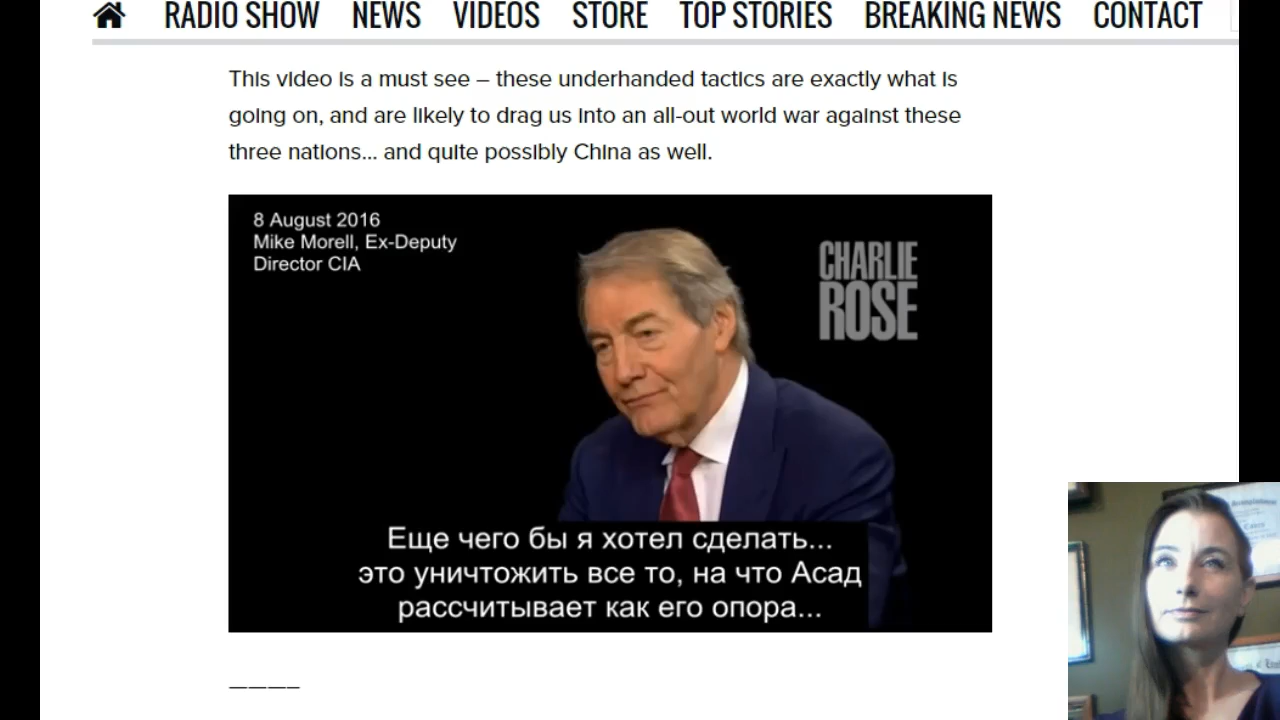 RADIO SHOW NEWS VIDEOS STORE TOP STORIES BREAKING NEWS CONTACT
This video is a must see – these underhanded tactics are exactly what is
going on, and are likely to drag us into an all-out world war against these
three nations... and quite possibly China as well.
8 August 2016
Mike Morell, Ex-Deputy
Director CIA
CHARLIE
ROSE
Еще чего бы я хотел сделать...
это уничтожить все то, на что Асад
рассчитывает как его опора...